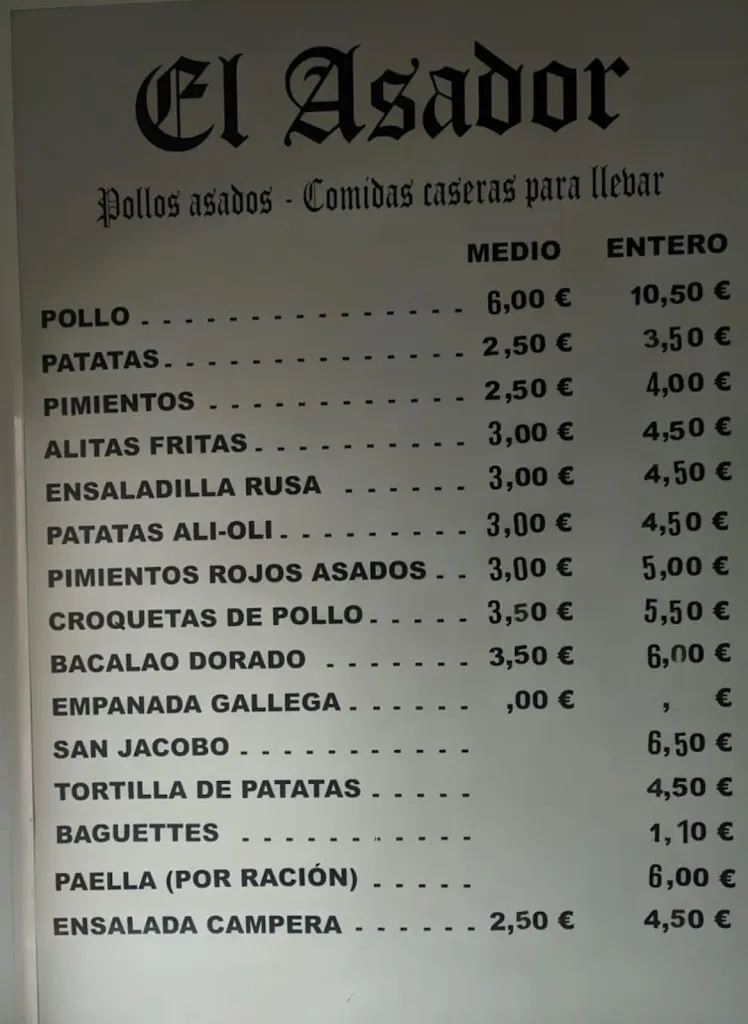 El Asador
Pollos asados - Comidas caseras para llevar
MEDIO ENTERO
POLLO . . . . . . . . . . . . . . . 6,00 € 10,50 €
PATATAS . . . . . . . . . . . . . . 2,50 € 3,50 €
PIMIENTOS . . . . . . . . . . . . 2,50 € 4,00 €
ALITAS FRITAS . . . . . . . . . . 3,00 € 4,50 €
ENSALADILLA RUSA . . . . . . 3,00 € 4,50 €
PATATAS ALI-OLI . . . . . . . . . 3,00 € 4,50 €
PIMIENTOS ROJOS ASADOS . . 3,00 € 5,00 €
CROQUETAS DE POLLO . . . . . 3,50 € 5,50 €
BACALAO DORADO . . . . . . . 3,50 € 6,00 €
EMPANADA GALLEGA . . . . . . ,00 € , €
SAN JACOBO . . . . . . . . . . . 6,50 €
TORTILLA DE PATATAS . . . . . 4,50 €
BAGUETTES . . . . . . . . . . . 1,10 €
PAELLA (POR RACIÓN) . . . . . 6,00 €
ENSALADA CAMPERA . . . . . . 2,50 € 4,50 €